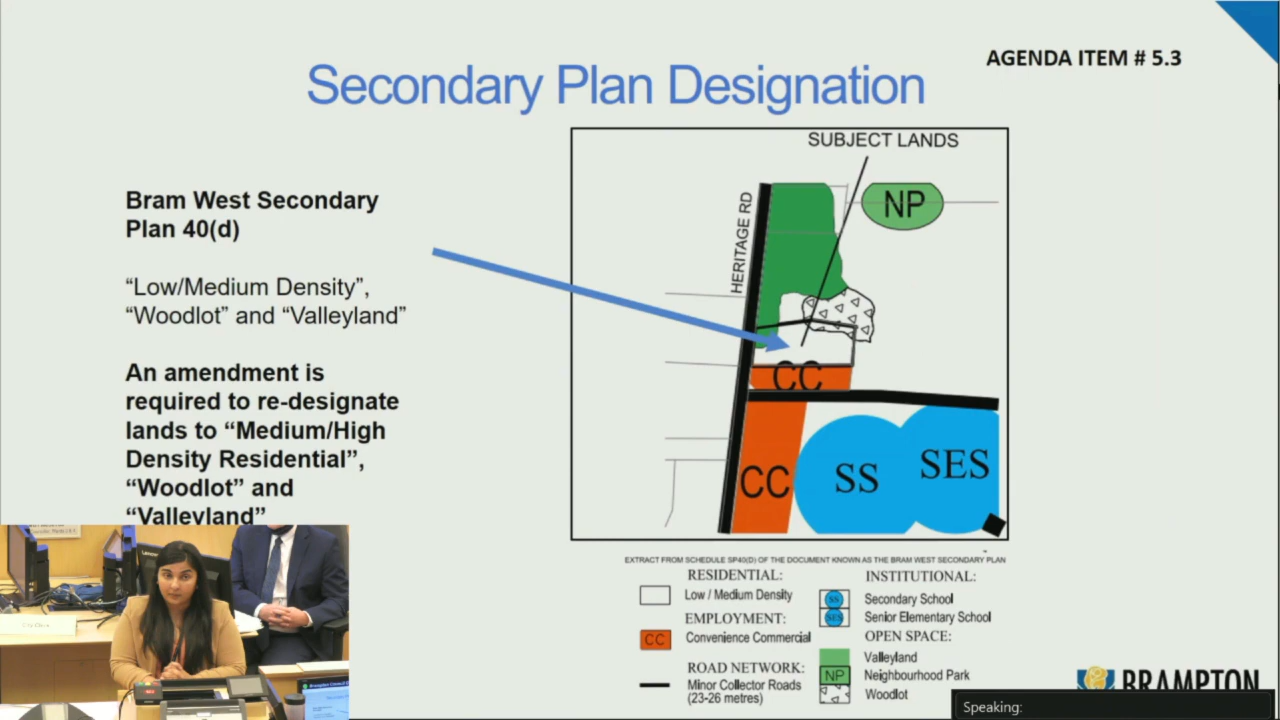 AGENDA ITEM # 5.3
Secondary Plan Designation
Bram West Secondary
Plan 40(d)
“Low/Medium Density”,
“Woodlot” and “Valleyland”
An amendment is
required to re-designate
lands to “Medium/High
Density Residential”,
“Woodlot” and
“Valleyland”
SUBJECT LANDS
HERITAGE RD
NP
CC
CC
SS
SES
EXTRACT FROM SCHEDULE SP40(D) OF THE DOCUMENT KNOWN AS THE BRAM WEST SECONDARY PLAN
RESIDENTIAL:
Low / Medium Density
EMPLOYMENT:
CC
Convenience Commercial
ROAD NETWORK:
Minor Collector Roads
(23-26 metres)
INSTITUTIONAL:
SS
Secondary School
SES
Senior Elementary School
OPEN SPACE:
Valleyland
NP
Neighbourhood Park
Woodlot
BRAMPTON
Speaking:
Lenovo